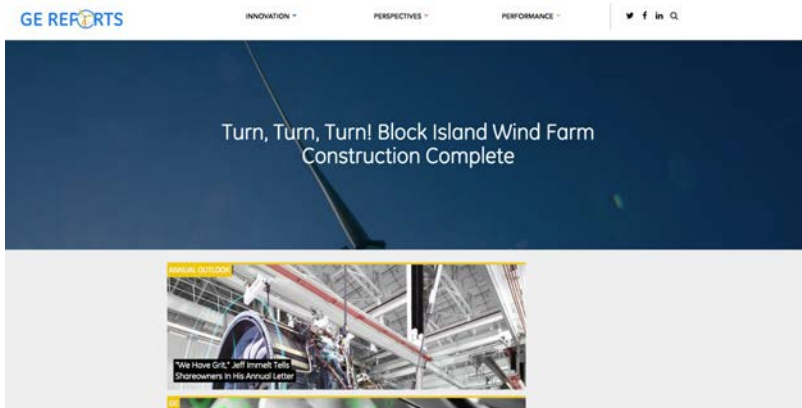 GE REPORTS
INNOVATION
PERSPECTIVES
PERFORMANCE
Turn, Turn, Turn! Block Island Wind Farm
Construction Complete
ANNUAL OUTLOOK
"We Have Grit," Jeff Immelt Tells
Shareowners In His Annual Letter
GE